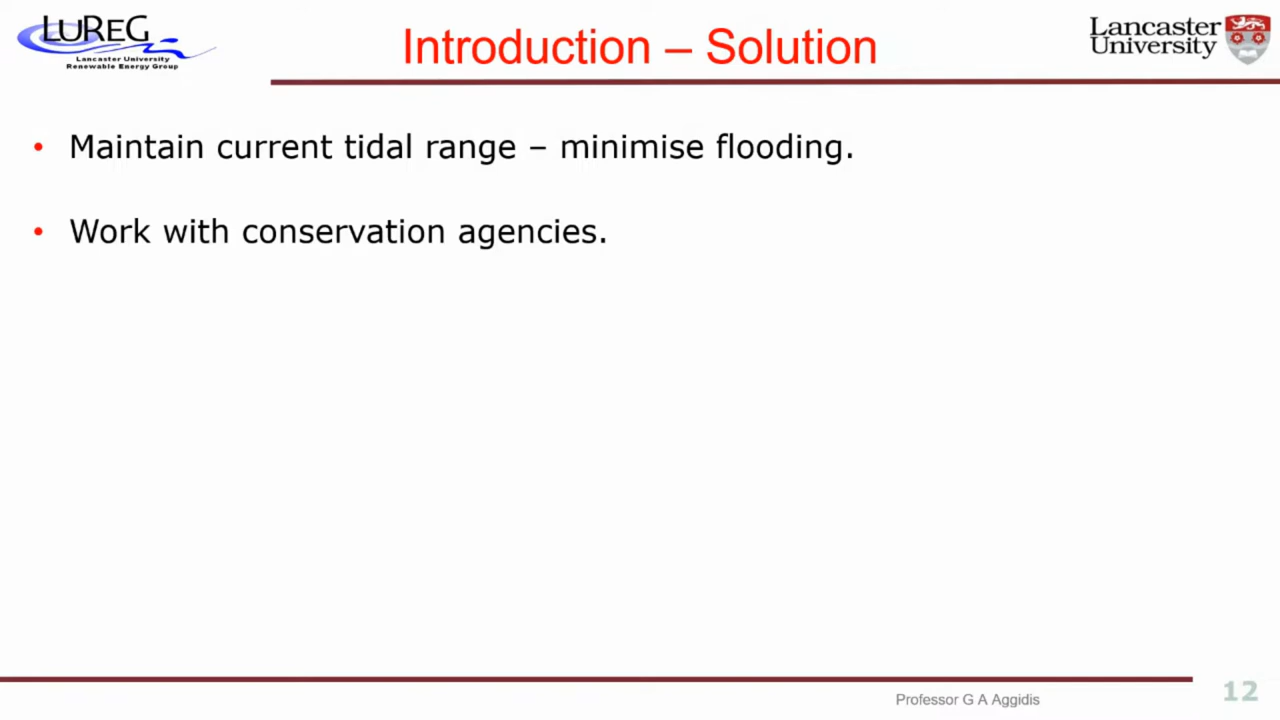 LUREG
Lancaster University
Renewable Energy Group
Introduction – Solution
Lancaster
University
• Maintain current tidal range – minimise flooding.
• Work with conservation agencies.
Professor G A Aggidis
12